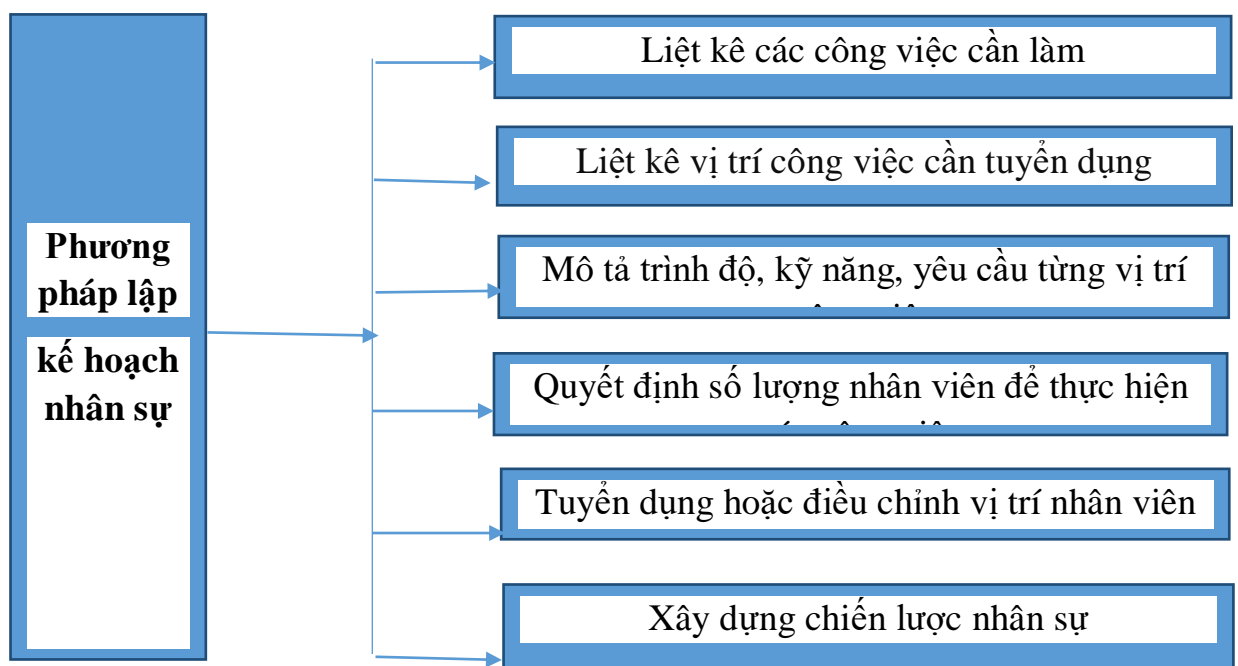 Phương
pháp lập
kế hoạch
nhân sự
Liệt kê các công việc cần làm
Liệt kê vị trí công việc cần tuyển dụng
Mô tả trình độ, kỹ năng, yêu cầu từng vị trí
Quyết định số lượng nhân viên để thực hiện
Tuyển dụng hoặc điều chỉnh vị trí nhân viên
Xây dựng chiến lược nhân sự